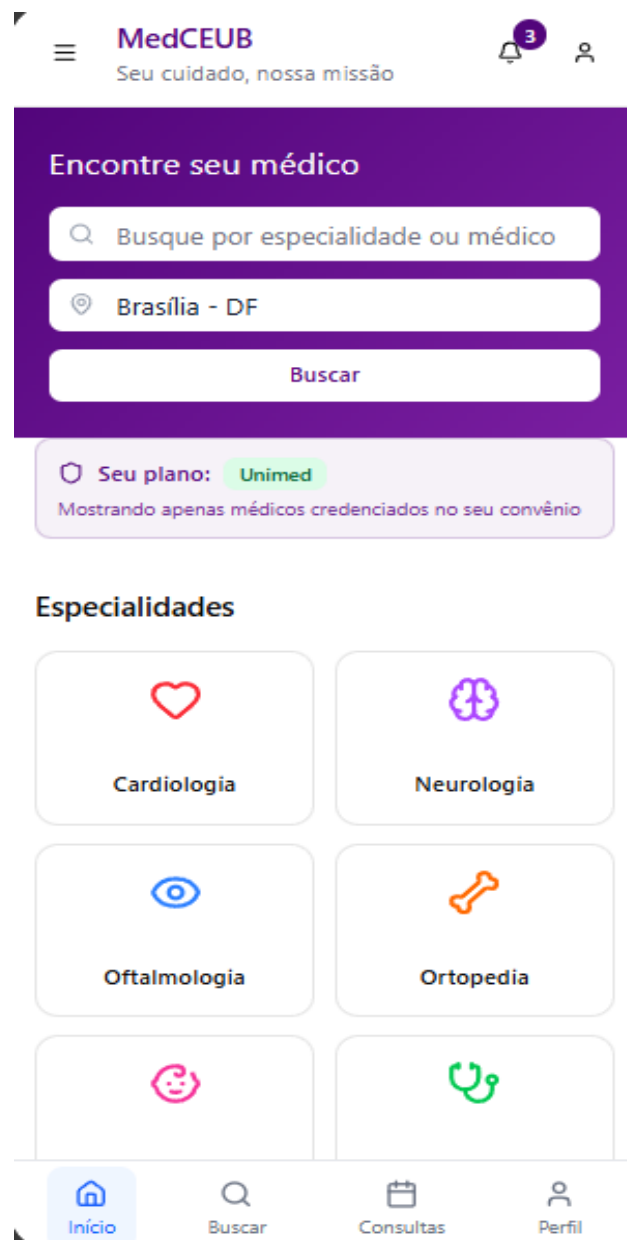 MedCEUB
Seu cuidado, nossa missão
3
Encontre seu médico
Busque por especialidade ou médico
Brasília - DF
Buscar
Seu plano: Unimed
Mostrando apenas médicos credenciados no seu convênio
Especialidades
Cardiologia
Neurologia
Oftalmologia
Ortopedia
Início
Buscar
Consultas
Perfil